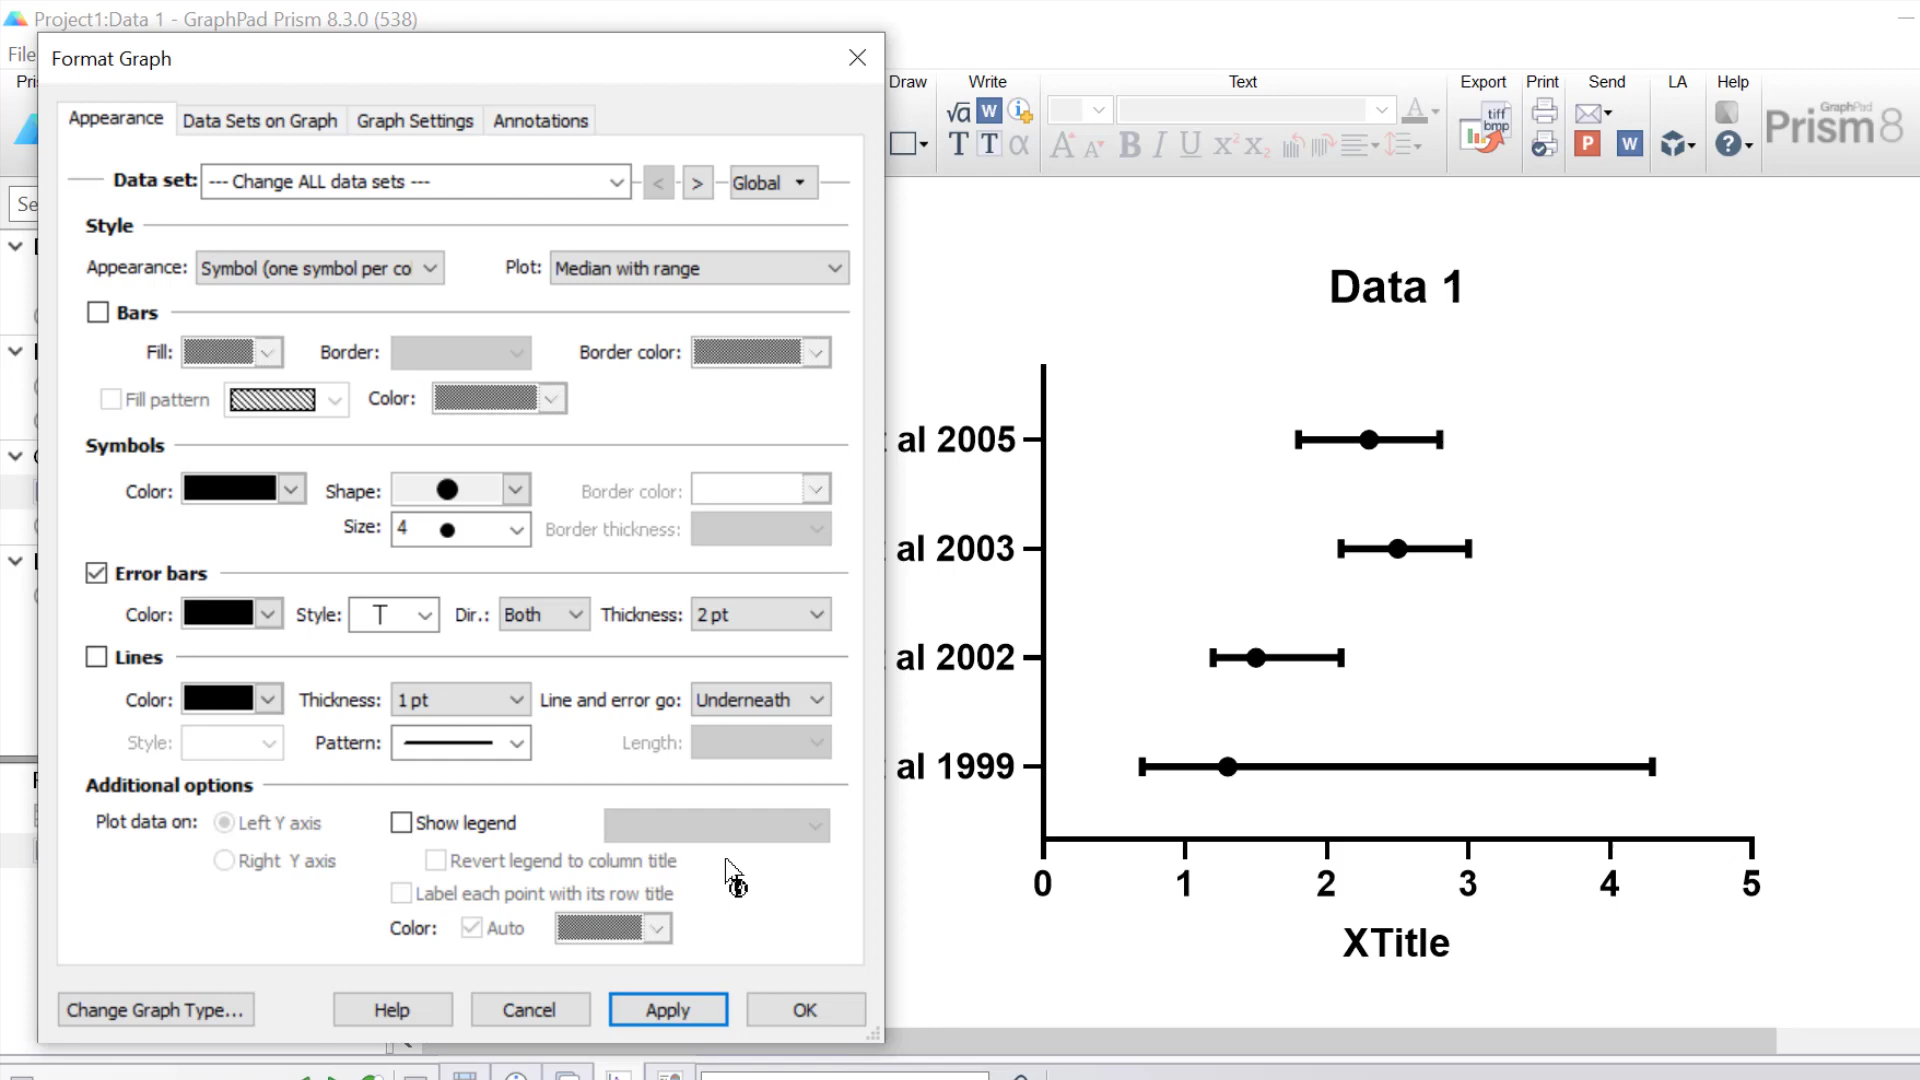 Project1:Data 1 - GraphPad Prism 8.3.0 (538)
File
Format Graph
Draw
Write
Text
Export
Print
Send
LA
Help
tiff
bmp
GraphPad
Prism 8
Appearance
Data Sets on Graph
Graph Settings
Annotations
Data set: --- Change ALL data sets --- < > Global
Style
Appearance: Symbol (one symbol per co Plot: Median with range
Bars
Fill: Border: Border color:
Fill pattern Color:
Symbols
Color: Shape: Border color:
Size: 4 Border thickness:
Error bars
Color: Style: Dir.: Both Thickness: 2 pt
Lines
Color: Thickness: 1 pt Line and error go: Underneath
Style: Pattern: Length:
Additional options
Plot data on: Left Y axis Show legend
Right Y axis Revert legend to column title
Label each point with its row title
Color: Auto
Change Graph Type... Help Cancel Apply OK
Data 1
al 2005
al 2003
al 2002
al 1999
0 1 2 3 4 5
XTitle